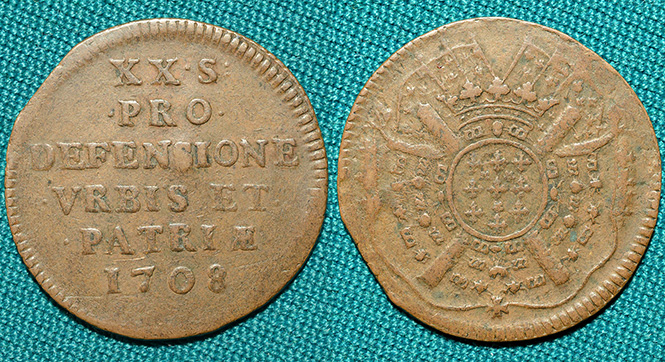 XX·S·
·PRO·
DEFENSIONE
VRBIS ET
·PATRIÆ
1708